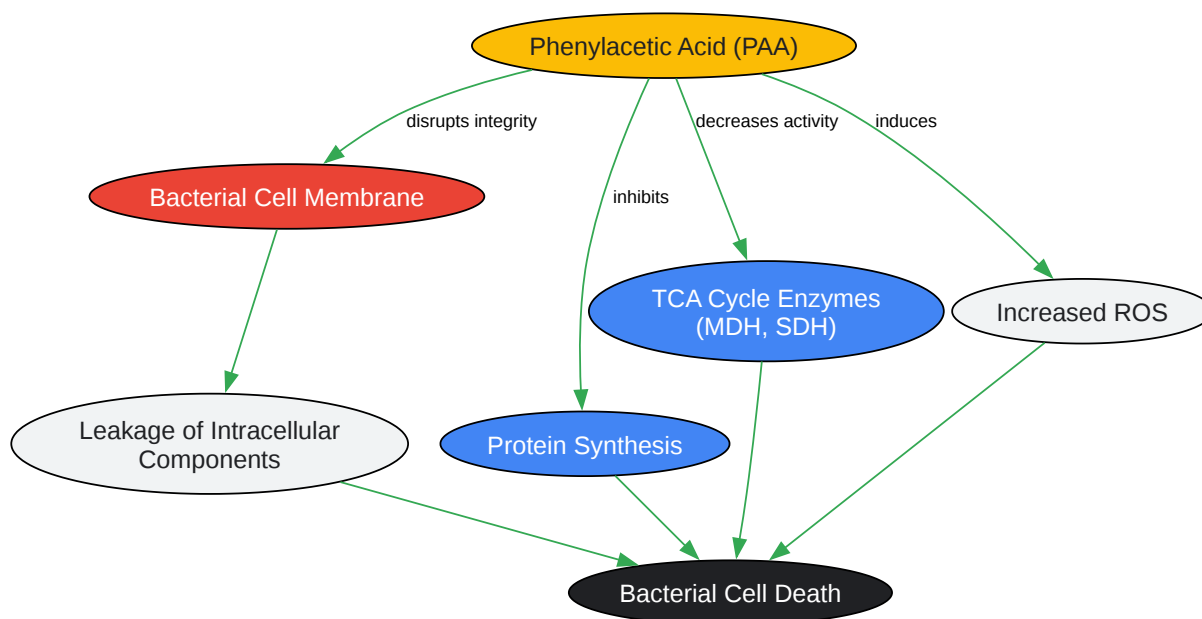 Phenylacetic Acid (PAA)
disrupts integrity
decreases activity
induces
Bacterial Cell Membrane
inhibits
TCA Cycle Enzymes
(MDH, SDH)
Increased ROS
Leakage of Intracellular
Components
Protein Synthesis
Bacterial Cell Death